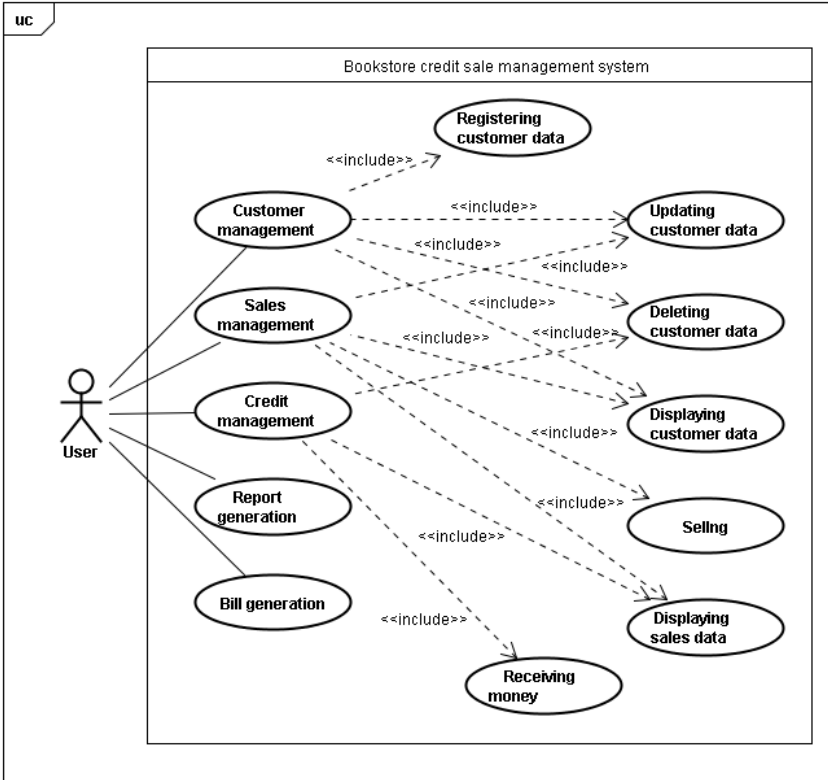 uc
Bookstore credit sale management system
Registering
customer data
<<include>>
Customer
management
<<include>>
Updating
customer data
<<include>>
<<include>>
Sales
management
<<include>>
Deleting
customer data
<<include>>
<<include>>
Credit
management
Displaying
customer data
<<include>>
User
Report
generation
<<include>>
Sellng
<<include>>
Bill generation
<<include>>
Displaying
sales data
Receiving
money